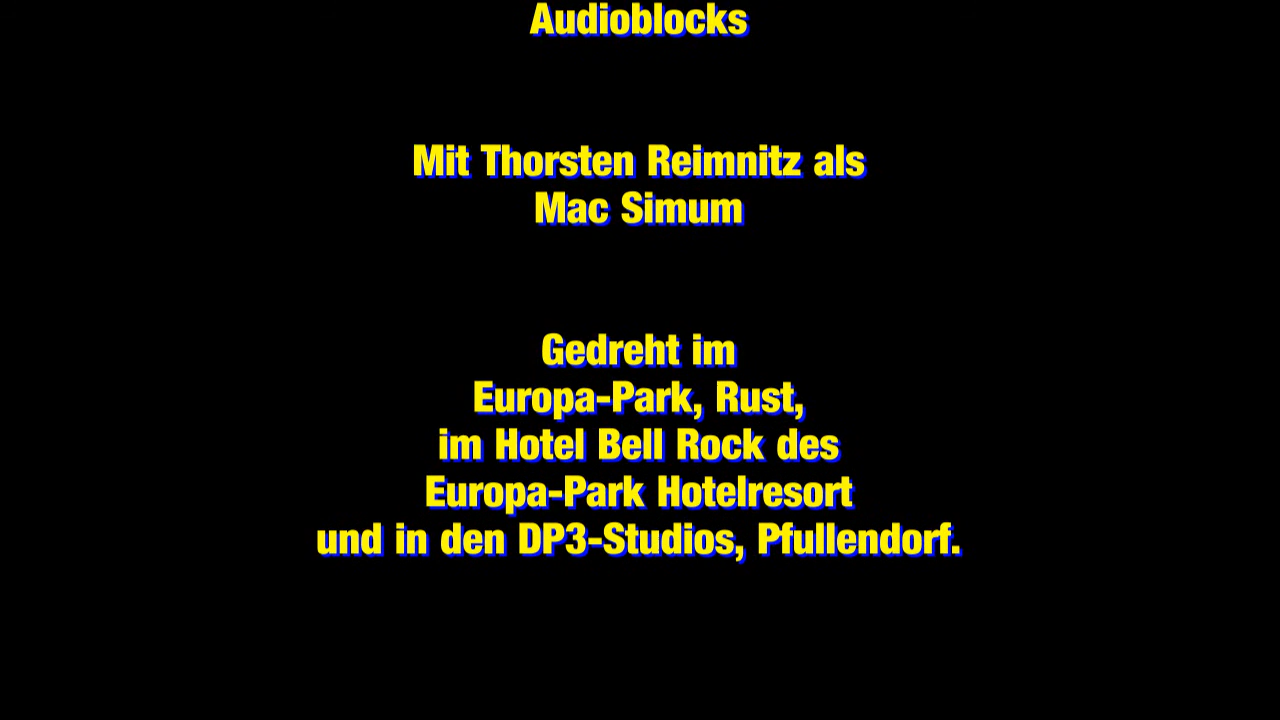 Audioblocks
Mit Thorsten Reimnitz als
Mac Simum
Gedreht im
Europa-Park, Rust,
im Hotel Bell Rock des
Europa-Park Hotelresort
und in den DP3-Studios, Pfullendorf.